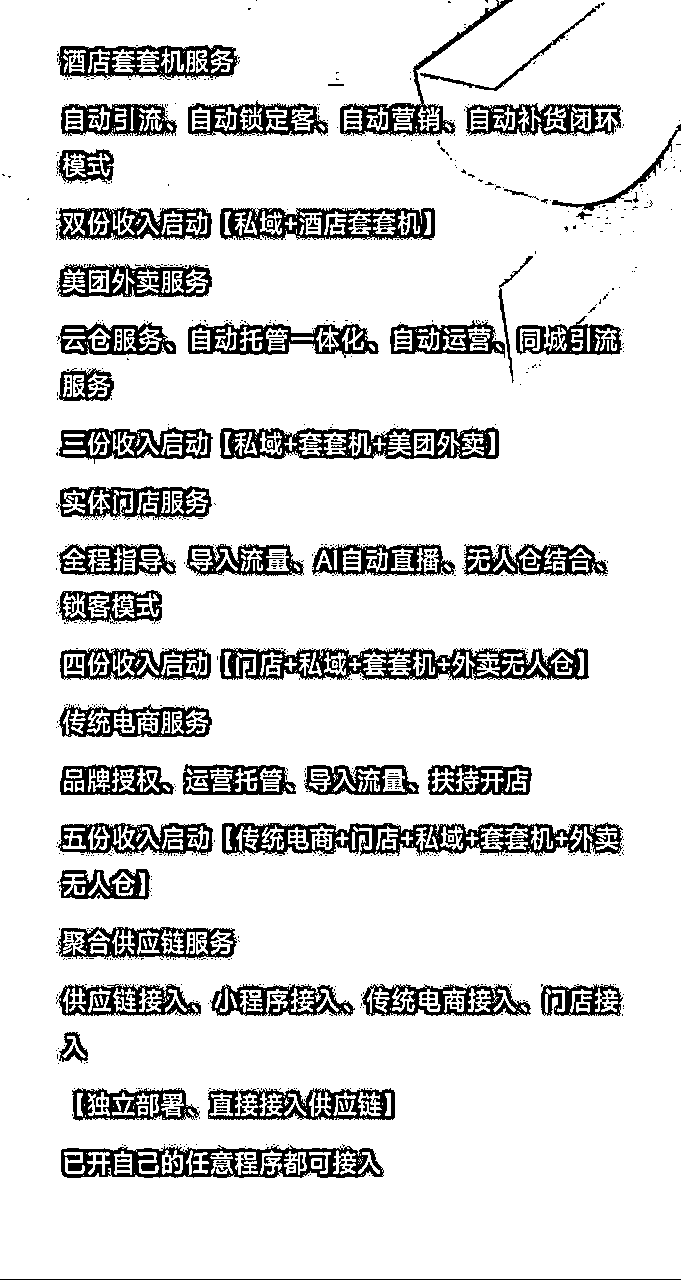 酒店套套机服务
自动引流、自动锁定客、自动营销、自动补货闭环
模式
双份收入启动【私域+酒店套套机】
美团外卖服务
云仓服务、自动托管一体化、自动运营、同城引流
服务
三份收入启动【私域+套套机+美团外卖】
实体门店服务
全程指导、导入流量、AI自动直播、无人仓结合、
锁客模式
四份收入启动【门店+私域+套套机+外卖无人仓】
传统电商服务
品牌授权、运营托管、导入流量、扶持开店
五份收入启动【传统电商+门店+私域+套套机+外卖
无人仓】
聚合供应链服务
供应链接入、小程序接入、传统电商接入、门店接
入
【独立部署、直接接入供应链】
已开自己的任意程序都可接入